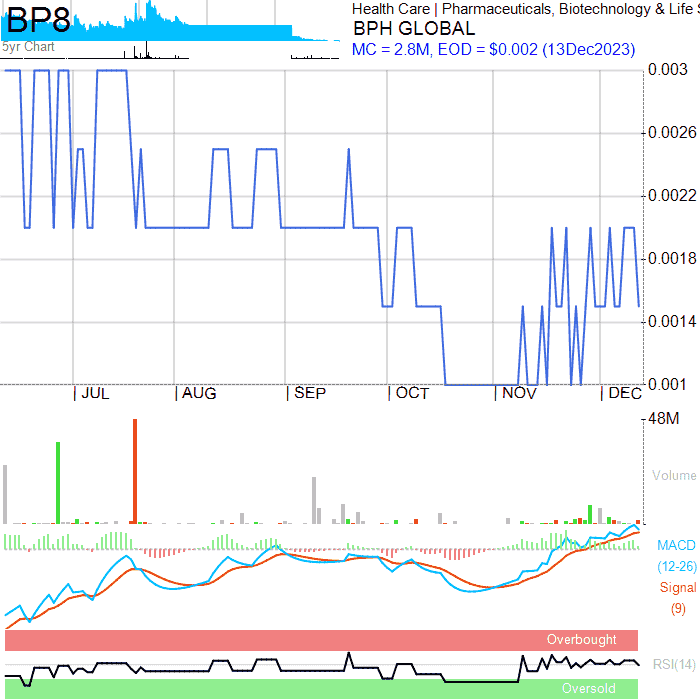 BP8
Health Care | Pharmaceuticals, Biotechnology & Life S
BPH GLOBAL
MC = 2.8M, EOD = $0.002 (13Dec2023)
5yr Chart
0.003
0.0026
0.0022
0.0018
0.0014
0.001
JUL AUG SEP OCT NOV DEC
48M
Volume
MACD
(12-26)
Signal
(9)
Overbought
RSI(14)
Oversold